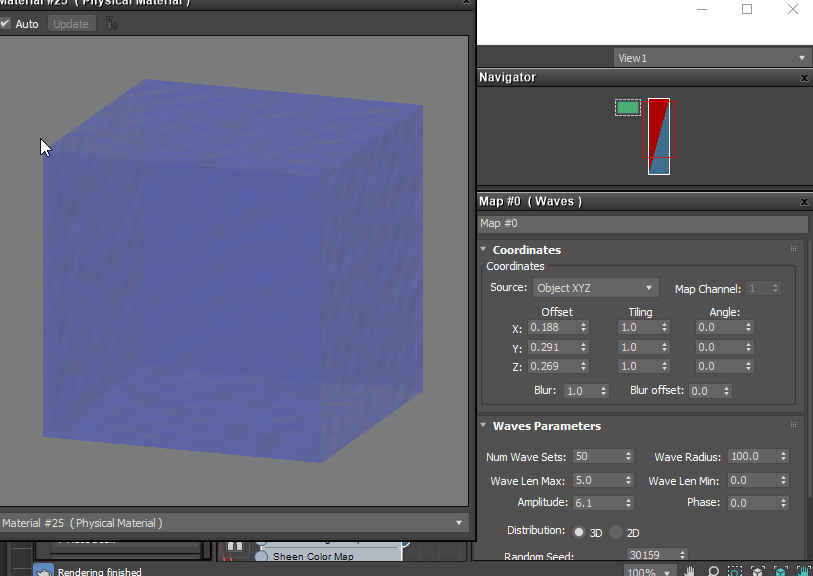 Material #25 ( Physical Material )
Auto Update
View1
Navigator
Map #0 ( Waves )
Map #0
Coordinates
Coordinates
Source: Object XYZ Map Channel: 1
Offset Tiling Angle:
X: 0.188 1.0 0.0
Y: 0.291 1.0 0.0
Z: 0.269 1.0 0.0
Blur: 1.0 Blur offset: 0.0
Waves Parameters
Num Wave Sets: 50 Wave Radius: 100.0
Wave Len Max: 5.0 Wave Len Min: 0.0
Amplitude: 6.1 Phase: 0.0
Distribution: 3D 2D
Random Seed: 30159
Material #25 ( Physical Material )
Sheen Color Map
Rendering finished
100%